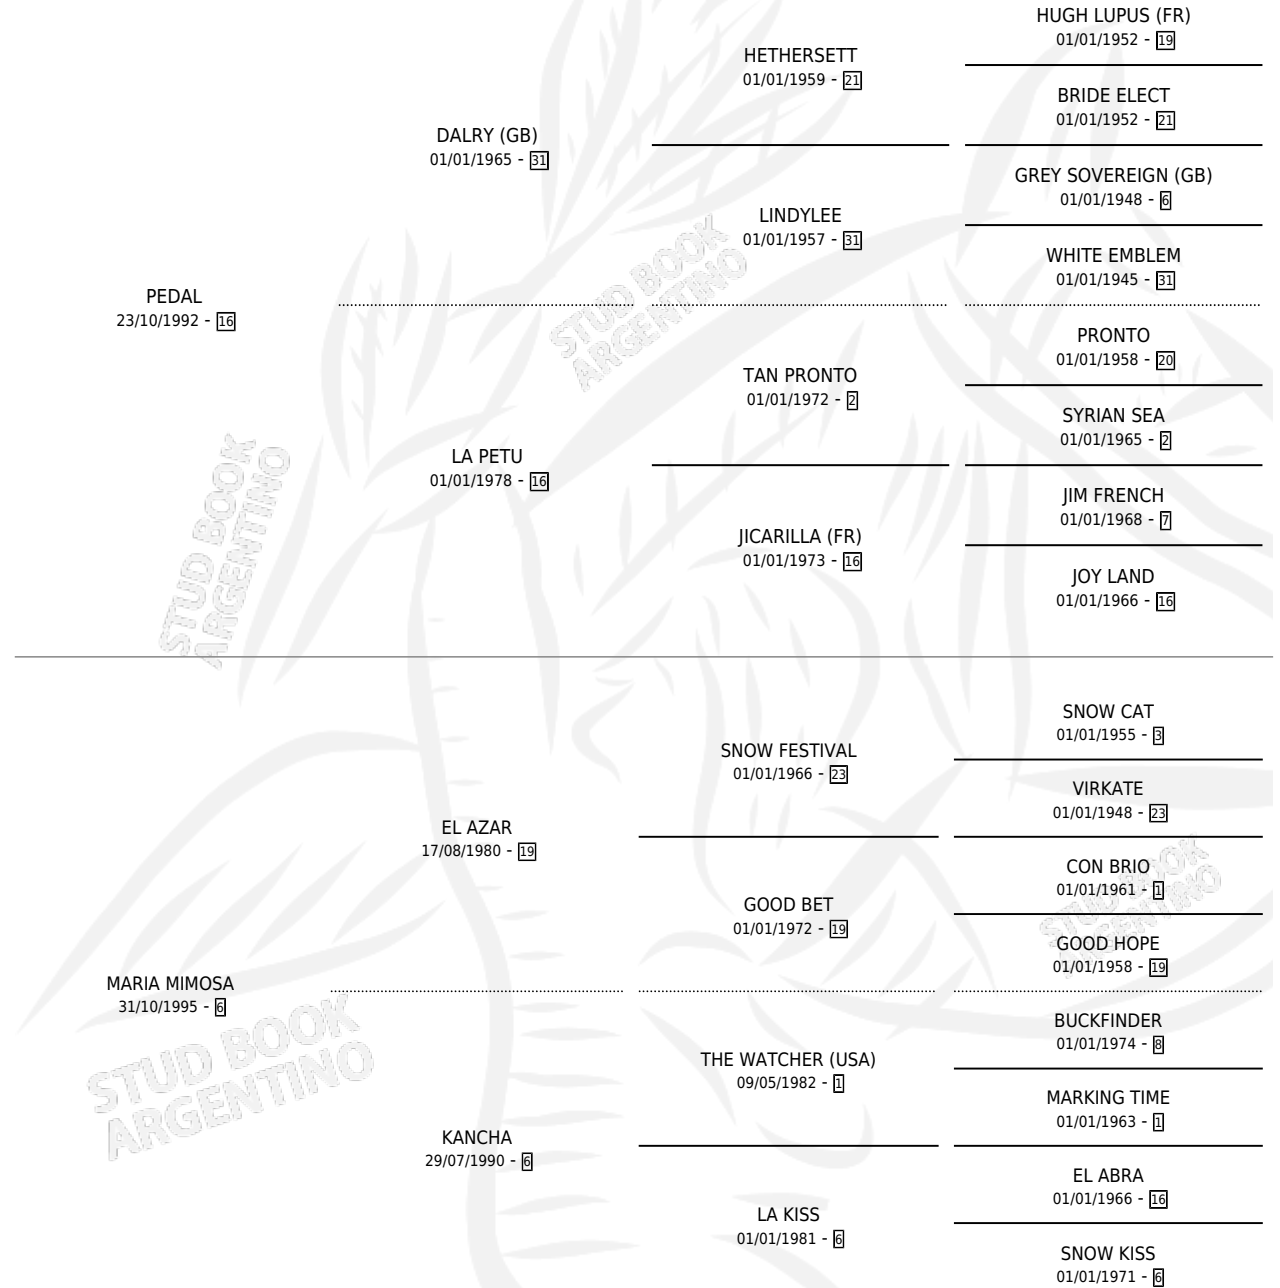 HUGH LUPUS (FR)
01/01/1952 - 19
HETHERSETT
01/01/1959 - 21
BRIDE ELECT
01/01/1952 - 21
DALRY (GB)
01/01/1965 - 31
GREY SOVEREIGN (GB)
01/01/1948 - 6
LINDYLEE
01/01/1957 - 31
WHITE EMBLEM
01/01/1945 - 31
PEDAL
23/10/1992 - 16
PRONTO
01/01/1958 - 20
TAN PRONTO
01/01/1972 - 2
SYRIAN SEA
01/01/1965 - 2
LA PETU
01/01/1978 - 16
JIM FRENCH
01/01/1968 - 7
JICARILLA (FR)
01/01/1973 - 16
JOY LAND
01/01/1966 - 16
SNOW CAT
01/01/1955 - 3
SNOW FESTIVAL
01/01/1966 - 23
VIRKATE
01/01/1948 - 23
EL AZAR
17/08/1980 - 19
CON BRIO
01/01/1961 - 1
GOOD BET
01/01/1972 - 19
GOOD HOPE
01/01/1958 - 19
MARIA MIMOSA
31/10/1995 - 6
BUCKFINDER
01/01/1974 - 8
THE WATCHER (USA)
09/05/1982 - 1
MARKING TIME
01/01/1963 - 1
KANCHA
29/07/1990 - 6
EL ABRA
01/01/1966 - 16
LA KISS
01/01/1981 - 6
SNOW KISS
01/01/1971 - 6
STUD BOOK
ARGENTINO
STUD BOOK
ARGENTINO
STUD BOOK
ARGENTINO
STUD BOOK
ARGENTINO